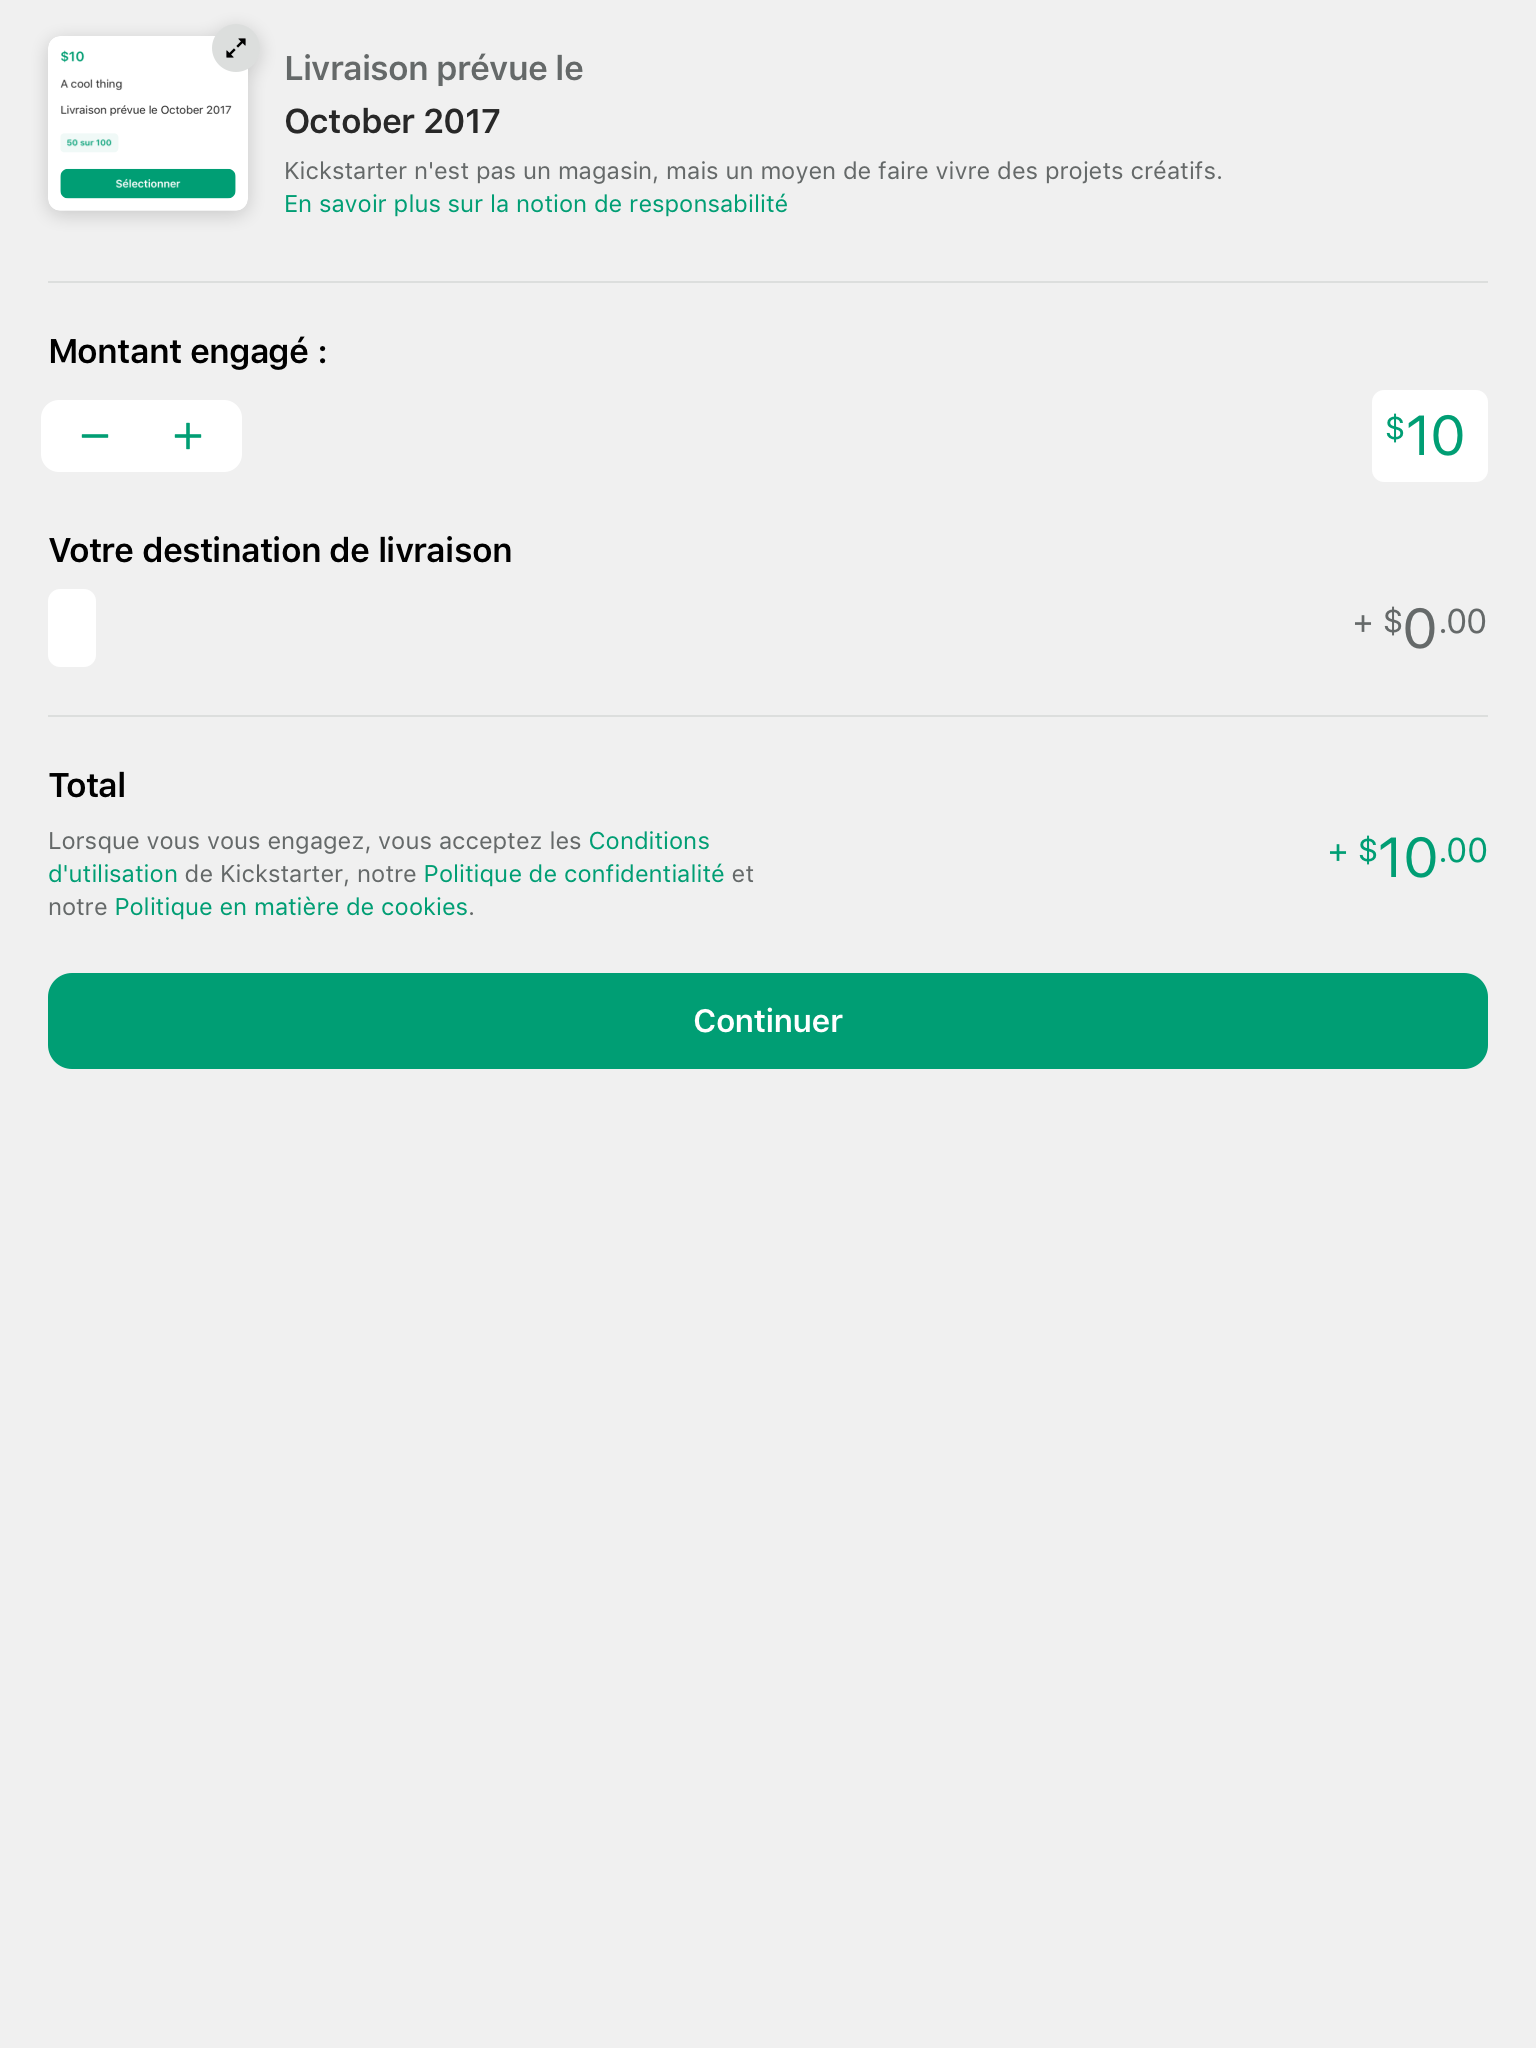 $10
A cool thing
Livraison prévue le October 2017
50 sur 100
Sélectionner
Livraison prévue le
October 2017
Kickstarter n'est pas un magasin, mais un moyen de faire vivre des projets créatifs.
En savoir plus sur la notion de responsabilité
Montant engagé :
$10
Votre destination de livraison
+ $0.00
Total
Lorsque vous vous engagez, vous acceptez les Conditions
d'utilisation de Kickstarter, notre Politique de confidentialité et
notre Politique en matière de cookies.
+ $10.00
Continuer